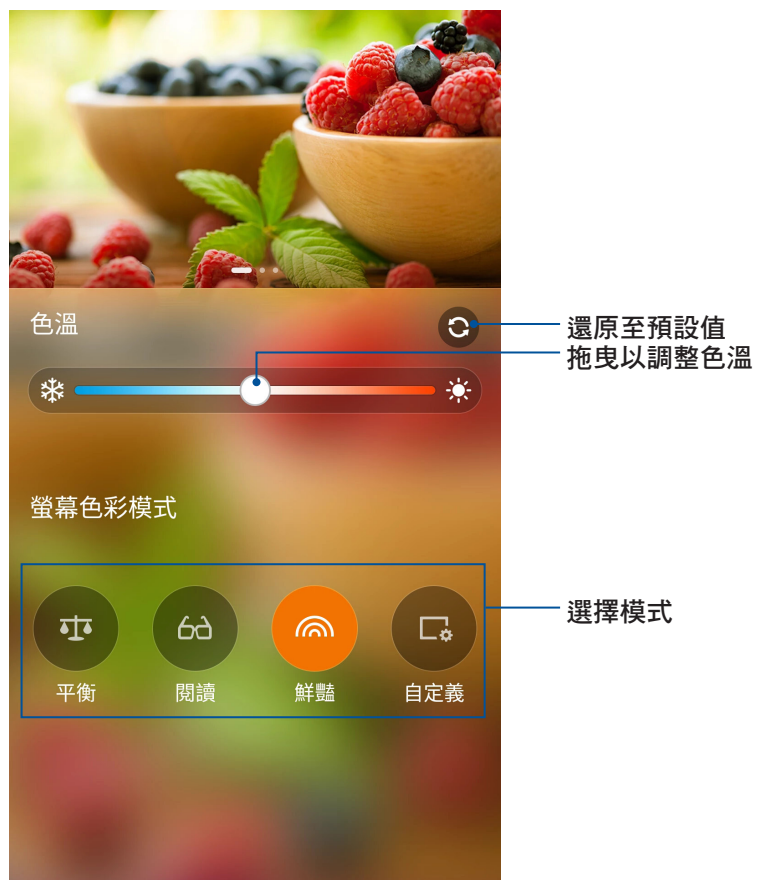 色溫
還原至預設值
拖曳以調整色溫
螢幕色彩模式
選擇模式
平衡
閱讀
鮮豔
自定義